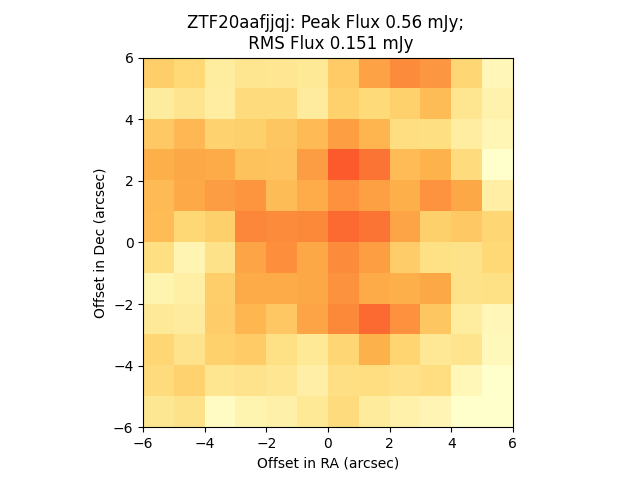 ZTF20aafjjqj: Peak Flux 0.56 mJy;
RMS Flux 0.151 mJy
6
4
2
0
−2
−4
−6
Offset in Dec (arcsec)
−6 −4 −2 0 2 4 6
Offset in RA (arcsec)